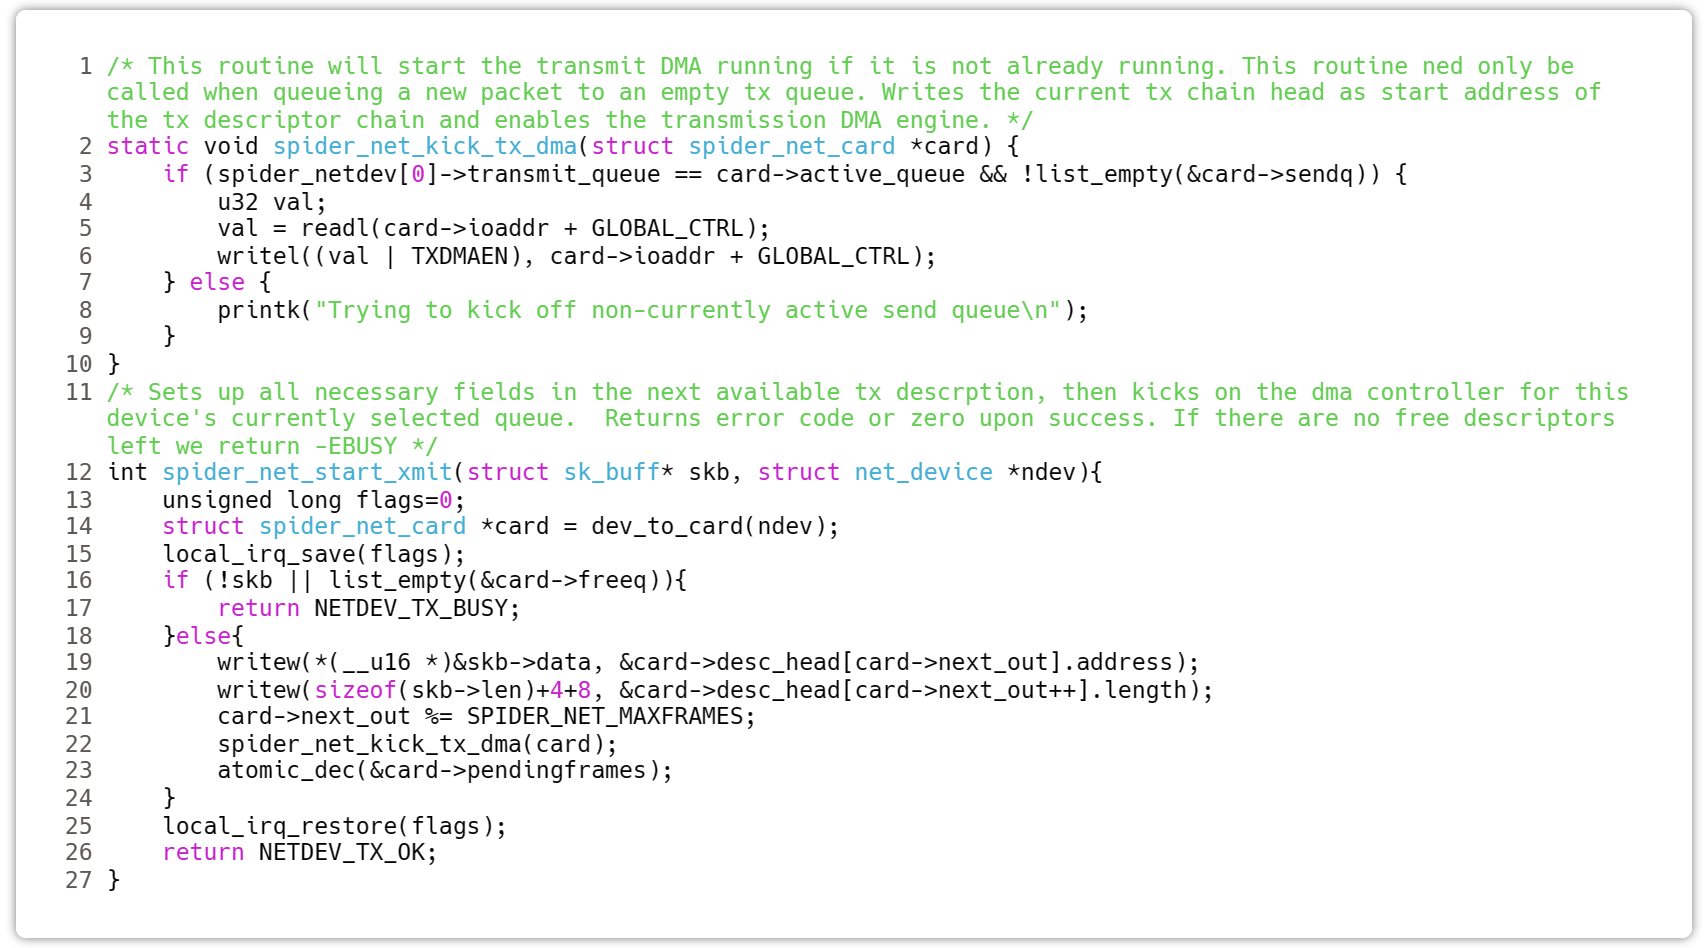 1 /* This routine will start the transmit DMA running if it is not already running. This routine ned only be
called when queueing a new packet to an empty tx queue. Writes the current tx chain head as start address of
the tx descriptor chain and enables the transmission DMA engine. */
2 static void spider_net_kick_tx_dma(struct spider_net_card *card) {
3     if (spider_netdev[0]->transmit_queue == card->active_queue && !list_empty(&card->sendq)) {
4         u32 val;
5         val = readl(card->ioaddr + GLOBAL_CTRL);
6         writel((val | TXDMAEN), card->ioaddr + GLOBAL_CTRL);
7     } else {
8         printk("Trying to kick off non-currently active send queue\n");
9     }
10 }
11 /* Sets up all necessary fields in the next available tx descrption, then kicks on the dma controller for this
device's currently selected queue.  Returns error code or zero upon success. If there are no free descriptors
left we return -EBUSY */
12 int spider_net_start_xmit(struct sk_buff* skb, struct net_device *ndev){
13     unsigned long flags=0;
14     struct spider_net_card *card = dev_to_card(ndev);
15     local_irq_save(flags);
16     if (!skb || list_empty(&card->freeq)){
17         return NETDEV_TX_BUSY;
18     }else{
19         writew(*(__u16 *)&skb->data, &card->desc_head[card->next_out].address);
20         writew(sizeof(skb->len)+4+8, &card->desc_head[card->next_out++].length);
21         card->next_out %= SPIDER_NET_MAXFRAMES;
22         spider_net_kick_tx_dma(card);
23         atomic_dec(&card->pendingframes);
24     }
25     local_irq_restore(flags);
26     return NETDEV_TX_OK;
27 }